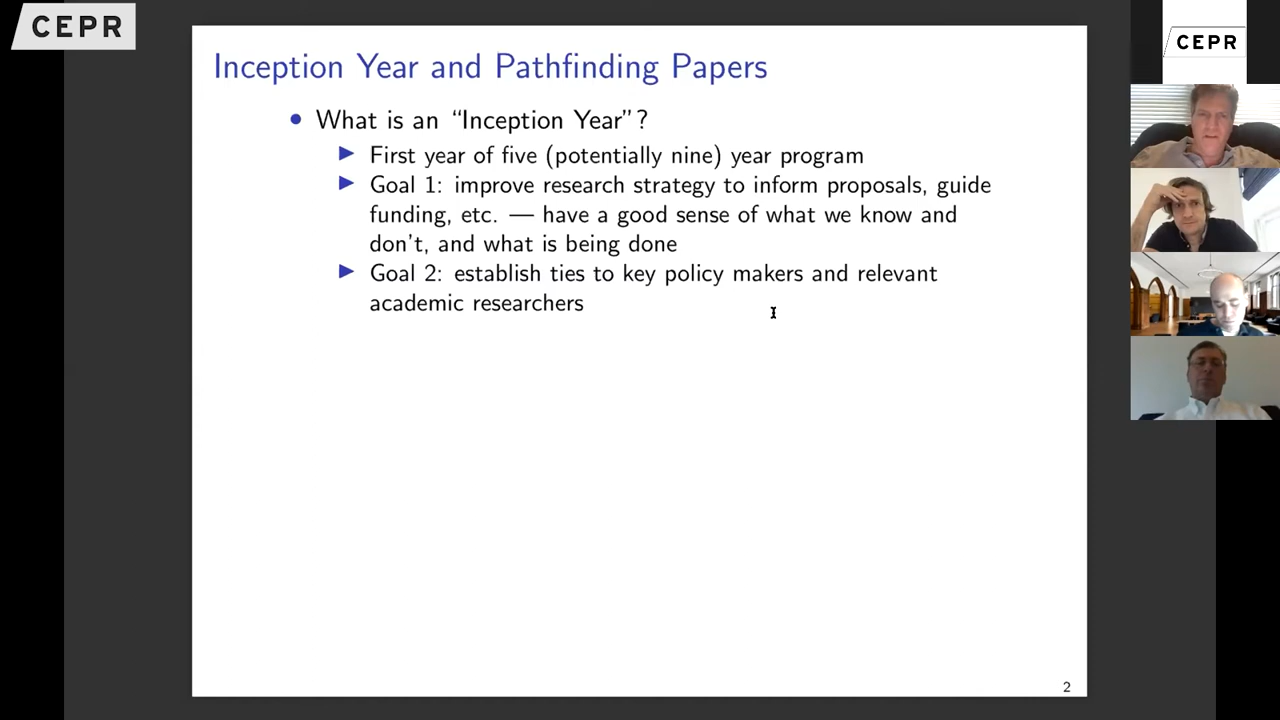 CEPR
CEPR
Inception Year and Pathfinding Papers
• What is an “Inception Year”?
▶ First year of five (potentially nine) year program
▶ Goal 1: improve research strategy to inform proposals, guide
funding, etc. — have a good sense of what we know and
don't, and what is being done
▶ Goal 2: establish ties to key policy makers and relevant
academic researchers
2